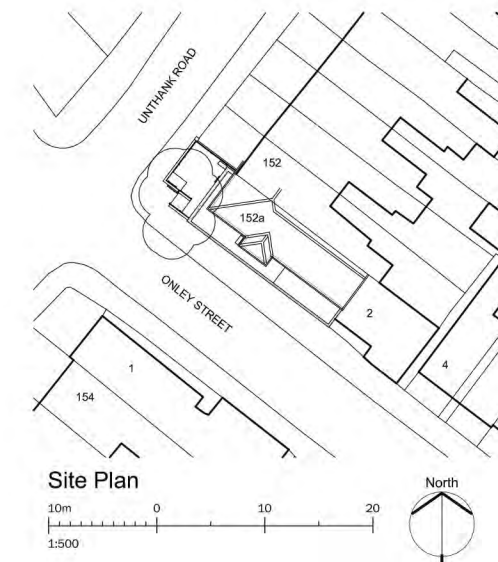 UNTHANK ROAD
152
152a
ONLEY STREET
2
4
1
154
Site Plan
North
10m 0 10 20
1:500